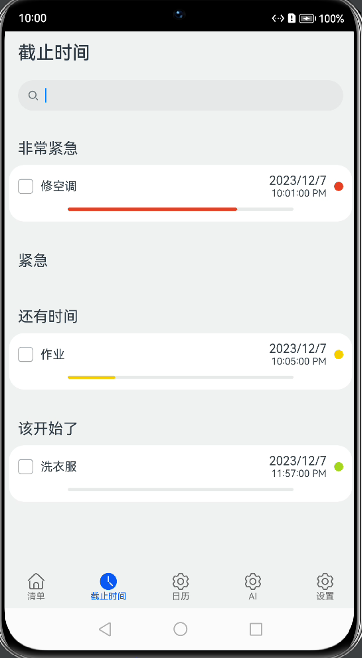 10:00
100%
截止时间
非常紧急
修空调
2023/12/7
10:01:00 PM
紧急
还有时间
作业
2023/12/7
10:05:00 PM
该开始了
洗衣服
2023/12/7
11:57:00 PM
清单 截止时间 日历 AI 设置